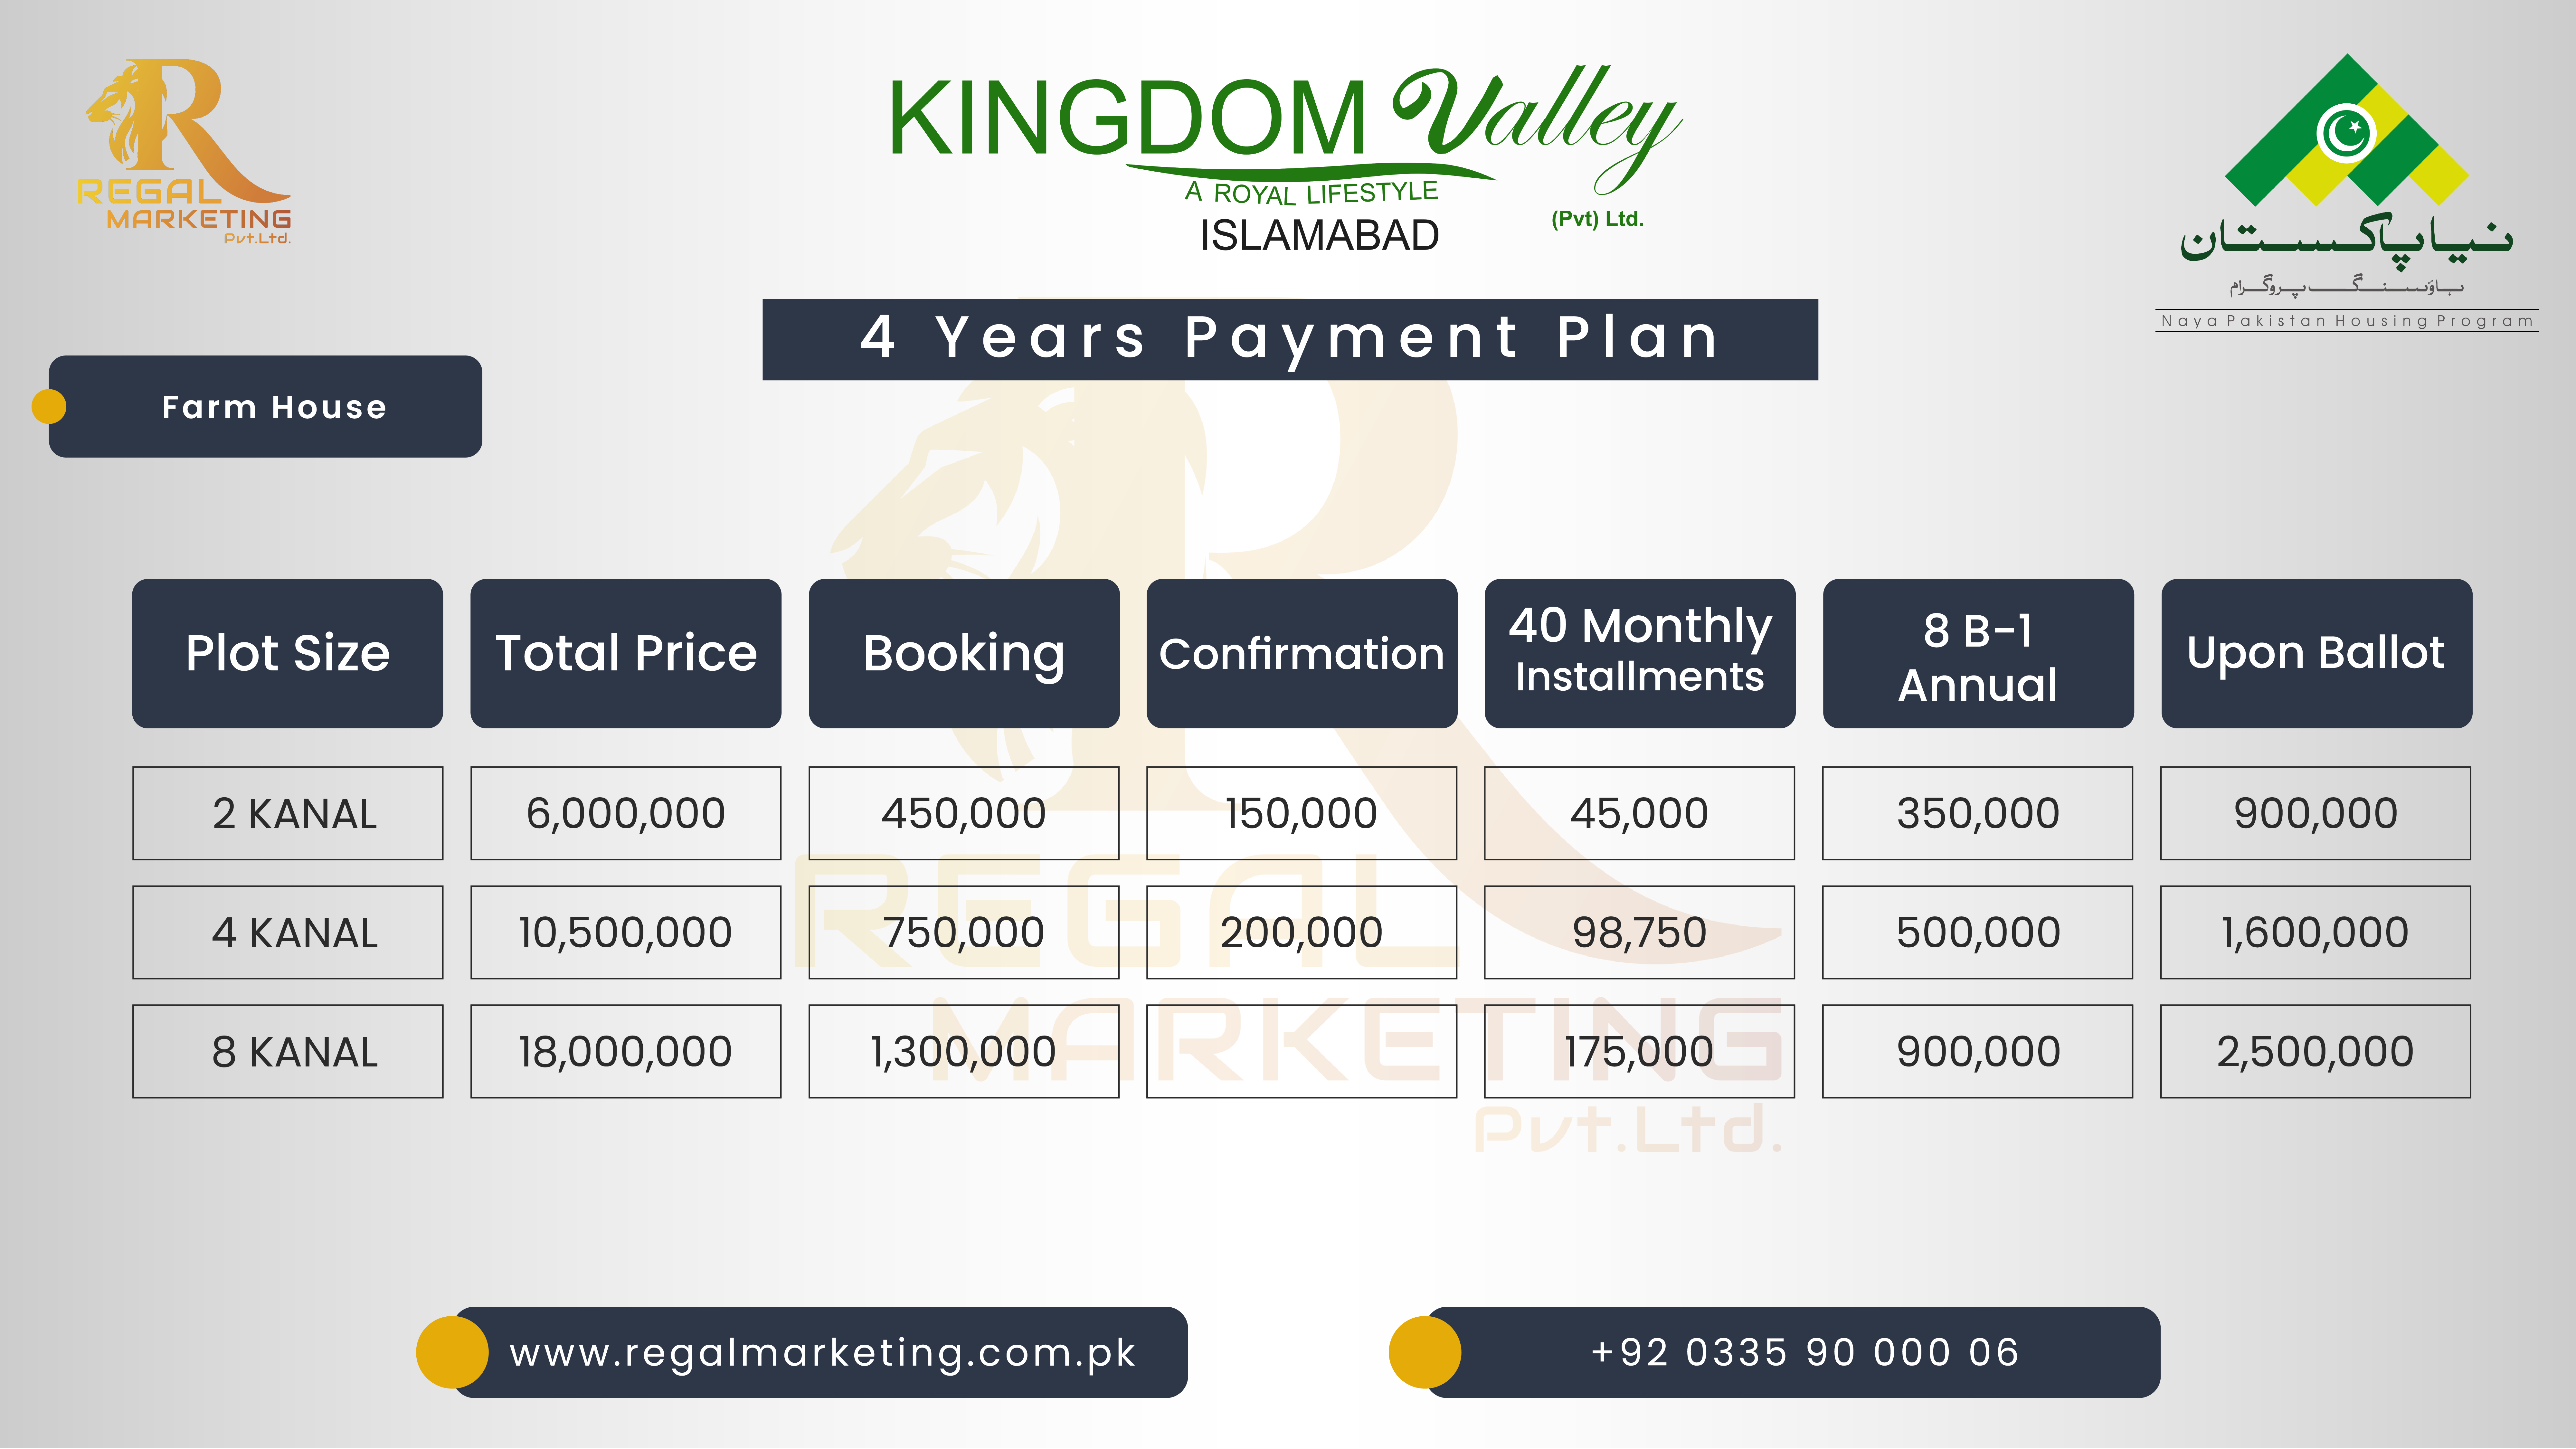 REGAL
MARKETING
Pvt.Ltd.
KINGDOM Valley
A ROYAL LIFESTYLE
(Pvt) Ltd.
ISLAMABAD
نیا پاکستان
ہاؤسنگ پروگرام
Naya Pakistan Housing Program
4 Years Payment Plan
Farm House
Plot Size Total Price Booking Confirmation 40 Monthly Installments 8 B-1 Annual Upon Ballot
2 KANAL 6,000,000 450,000 150,000 45,000 350,000 900,000
4 KANAL 10,500,000 750,000 200,000 98,750 500,000 1,600,000
8 KANAL 18,000,000 1,300,000 175,000 900,000 2,500,000
REGAL
MARKETING
Pvt.Ltd.
www.regalmarketing.com.pk
+92 0335 90 000 06